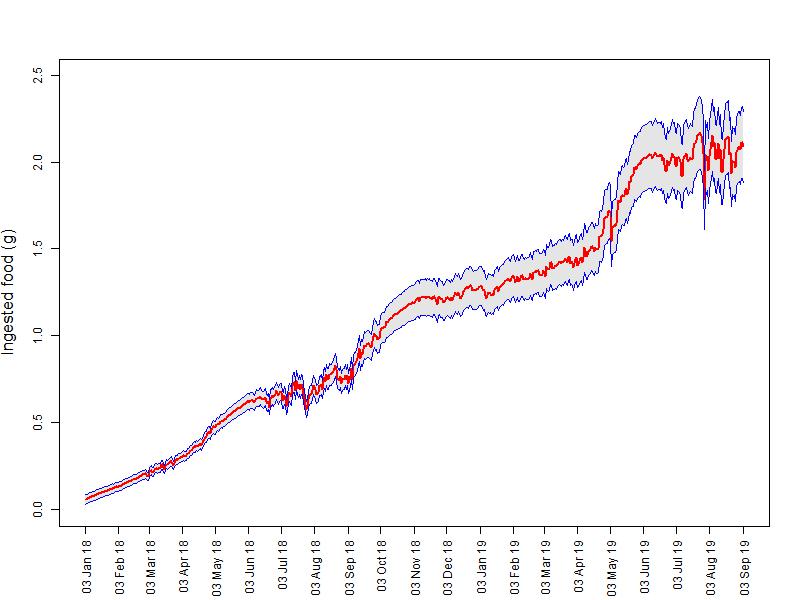 Ingested food (g)
2.5
2.0
1.5
1.0
0.5
0.0
03 Jan 18
03 Feb 18
03 Mar 18
03 Apr 18
03 May 18
03 Jun 18
03 Jul 18
03 Aug 18
03 Sep 18
03 Oct 18
03 Nov 18
03 Dec 18
03 Jan 19
03 Feb 19
03 Mar 19
03 Apr 19
03 May 19
03 Jun 19
03 Jul 19
03 Aug 19
03 Sep 19